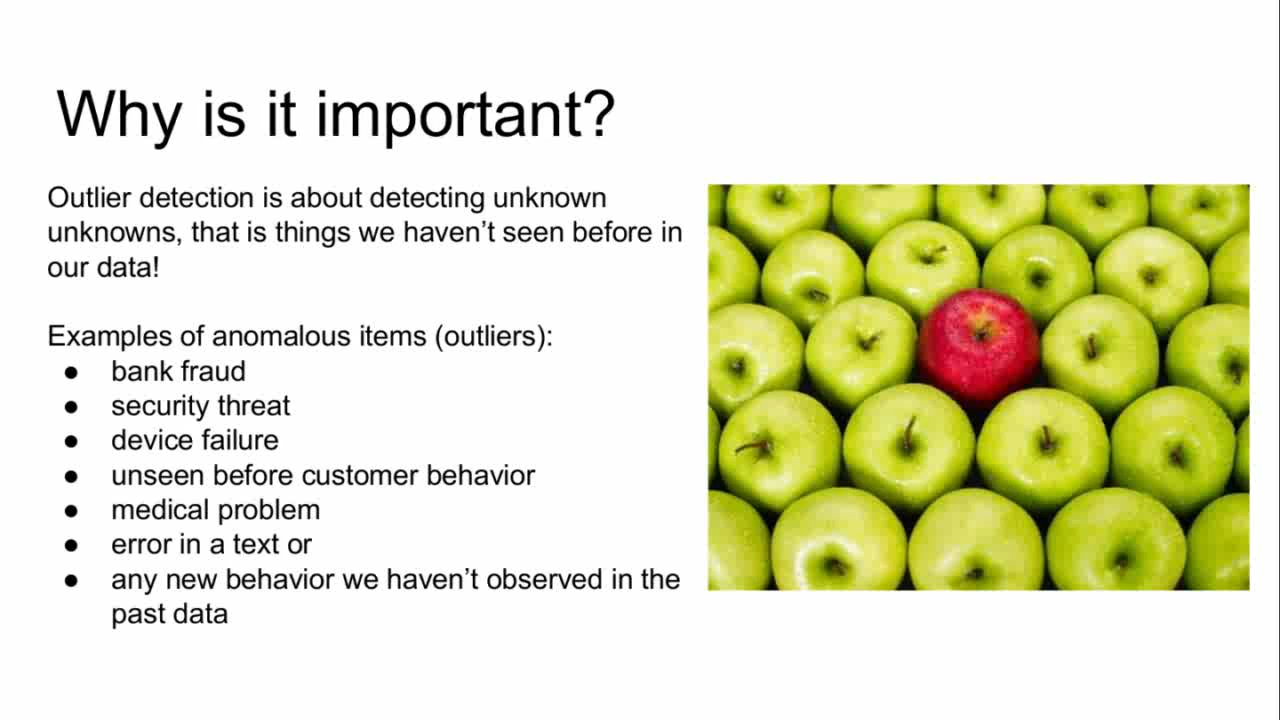 Why is it important?
Outlier detection is about detecting unknown
unknowns, that is things we haven’t seen before in
our data!
Examples of anomalous items (outliers):
● bank fraud
● security threat
● device failure
● unseen before customer behavior
● medical problem
● error in a text or
● any new behavior we haven’t observed in the
past data